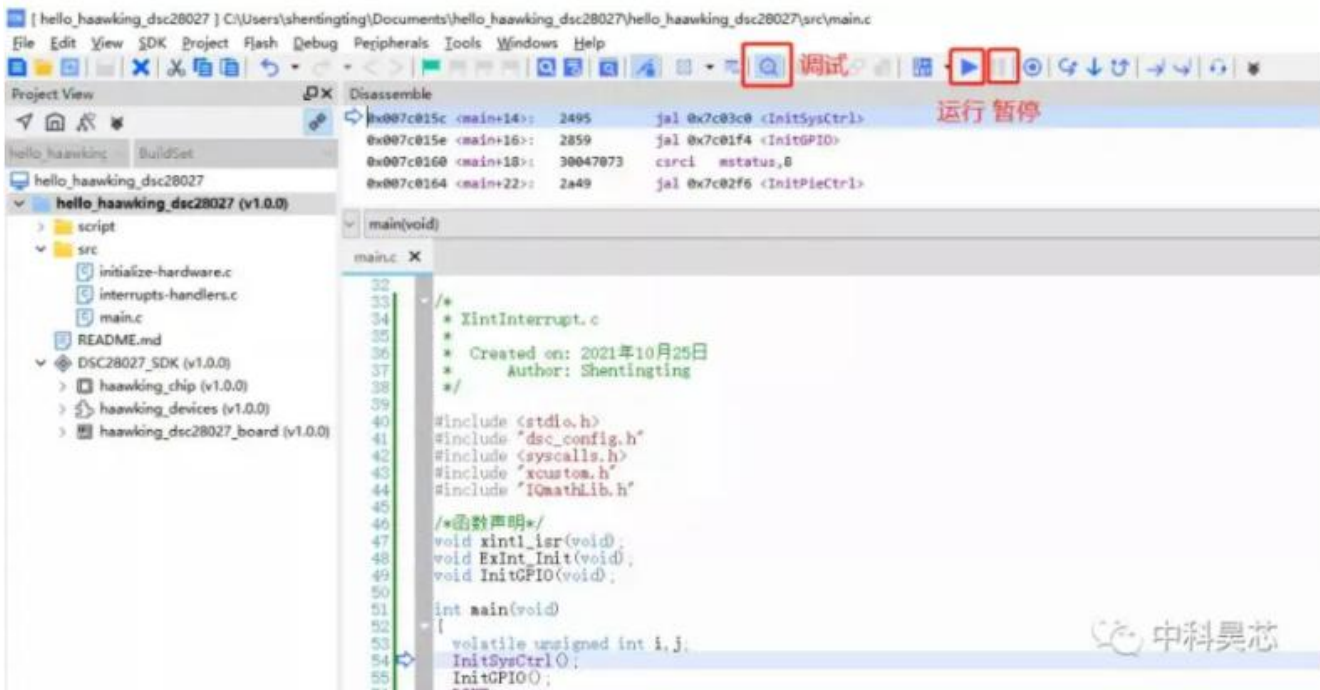 [ hello_haawking_dsc28027 ] C:\Users\shentingting\Documents\hello_haawking_dsc28027\hello_haawking_dsc28027\src\main.c
File Edit View SDK Project Flash Debug Peripherals Tools Windows Help
调试
运行 暂停
Project View
Disassemble
0x007c015c <main+14>: 2495 jal 0x7c03c0 <InitSysCtrl>
0x007c015e <main+16>: 2859 jal 0x7c01f4 <InitGPIO>
0x007c0160 <main+18>: 30047073 csrci mstatus,8
0x007c0164 <main+22>: 2a49 jal 0x7c02f6 <InitPieCtrl>
hello_haawking BuildSet
hello_haawking_dsc28027
hello_haawking_dsc28027 (v1.0.0)
script
src
initialize-hardware.c
interrupts-handlers.c
main.c
README.md
DSC28027_SDK (v1.0.0)
haawking_chip (v1.0.0)
haawking_devices (v1.0.0)
haawking_dsc28027_board (v1.0.0)
main(void)
main.c
32
33 /*
34 * XintInterrupt.c
35 *
36 * Created on: 2021年10月25日
37 * Author: Shentingting
38 */
39
40 #include <stdio.h>
41 #include "dsc_config.h"
42 #include <syscalls.h>
43 #include "xcustom.h"
44 #include "IQmathLib.h"
45
46 /*函数声明*/
47 void xint1_isr(void);
48 void ExInt_Init(void);
49 void InitGPIO(void);
50
51 int main(void)
52 {
53 volatile unsigned int i,j;
54 InitSysCtrl();
55 InitGPIO();
中科昊芯